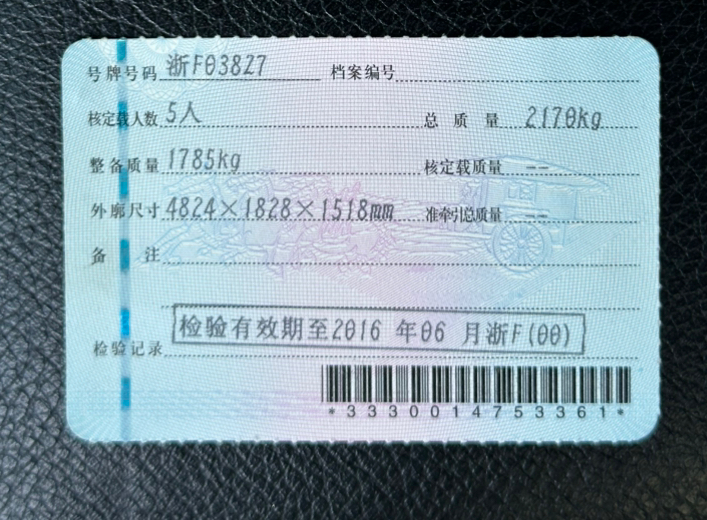 号牌号码 浙F03827 档案编号
核定载人数 5人 总质量 2170kg
整备质量 1785kg 核定载质量 --
外廓尺寸 4824×1828×1518mm 准牵引总质量 --
备注
检验有效期至2016 年06 月浙F(00)
检验记录
*3330014753361*